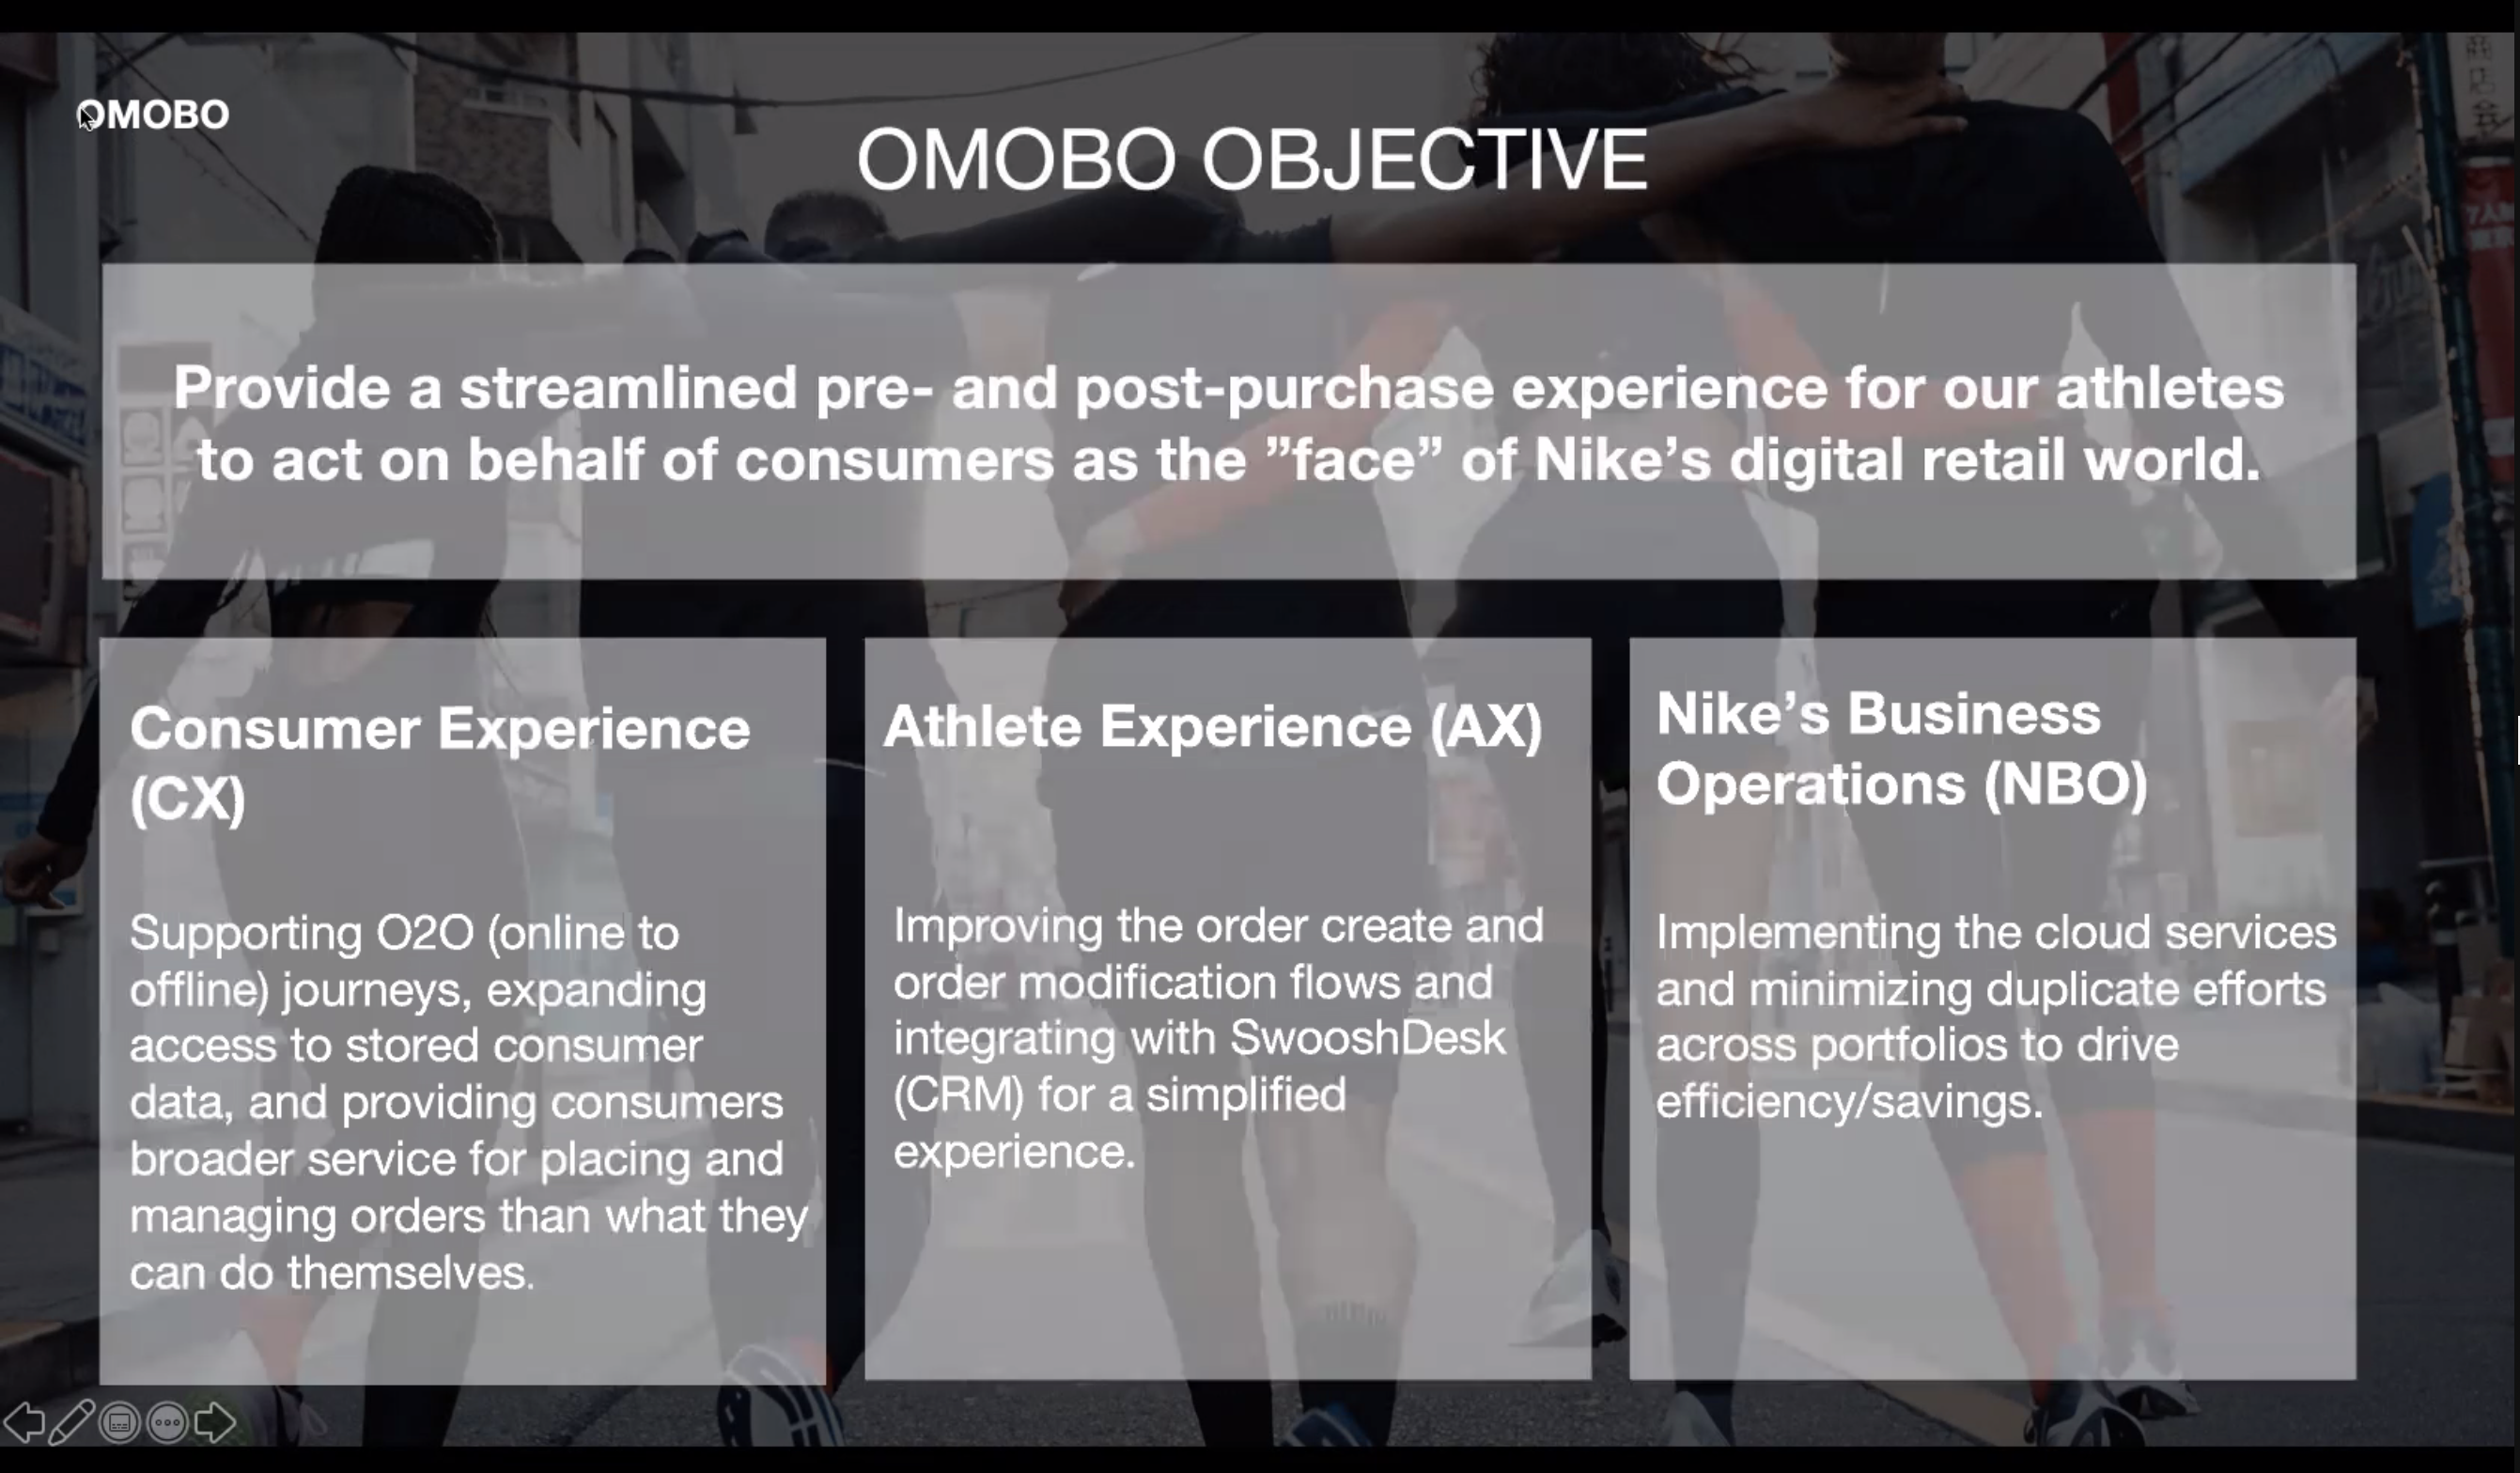 OMOBO
OMOBO OBJECTIVE
Provide a streamlined pre- and post-purchase experience for our athletes
to act on behalf of consumers as the ”face” of Nike’s digital retail world.
Consumer Experience
(CX)
Supporting O2O (online to
offline) journeys, expanding
access to stored consumer
data, and providing consumers
broader service for placing and
managing orders than what they
can do themselves.
Athlete Experience (AX)
Improving the order create and
order modification flows and
integrating with SwooshDesk
(CRM) for a simplified
experience.
Nike’s Business
Operations (NBO)
Implementing the cloud services
and minimizing duplicate efforts
across portfolios to drive
efficiency/savings.